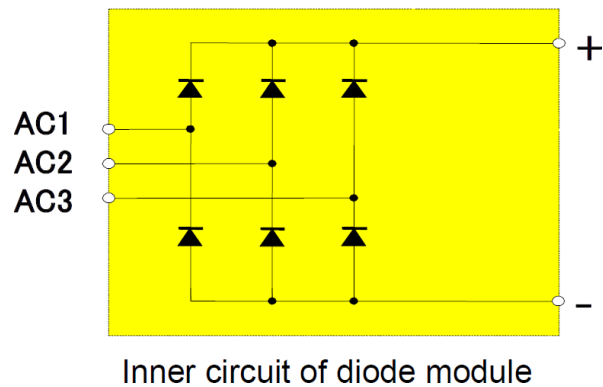 +
AC1
AC2
AC3
-
Inner circuit of diode module